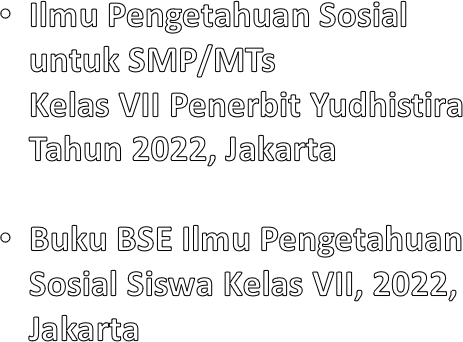 ○ Ilmu Pengetahuan Sosial
untuk SMP/MTs
Kelas VII Penerbit Yudhistira
Tahun 2022, Jakarta
○ Buku BSE Ilmu Pengetahuan
Sosial Siswa Kelas VII, 2022,
Jakarta